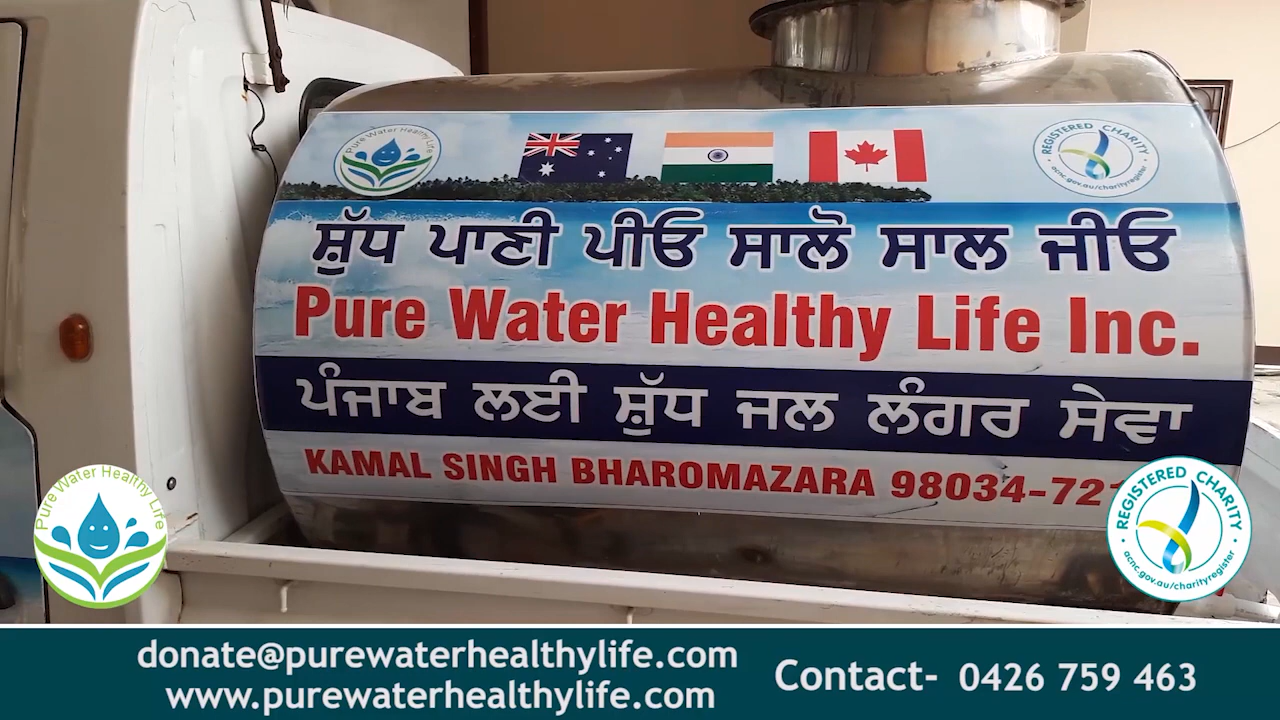 Pure Water Healthy Life
REGISTERED CHARITY
acnc.gov.au/charityregister
ਸ਼ੁੱਧ ਪਾਣੀ ਪੀਓ ਸਾਲੋ ਸਾਲ ਜੀਓ
Pure Water Healthy Life Inc.
ਪੰਜਾਬ ਲਈ ਸ਼ੁੱਧ ਜਲ ਲੰਗਰ ਸੇਵਾ
KAMAL SINGH BHAROMAZARA 98034-72
Pure Water Healthy Life
REGISTERED CHARITY
acnc.gov.au/charityregister
donate@purewaterhealthylife.com
www.purewaterhealthylife.com
Contact- 0426 759 463